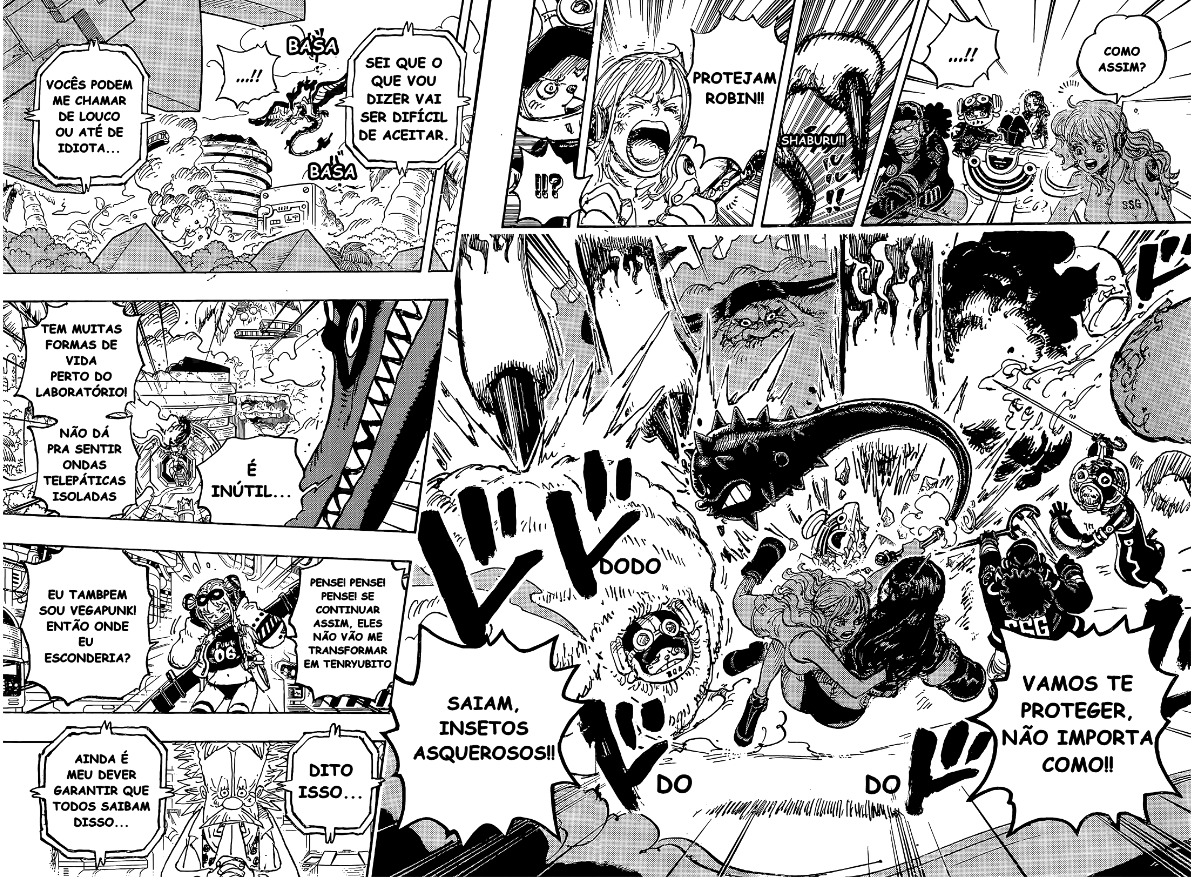 COMO
ASSIM?
...!!
SSG
SHABURU!!
PROTEJAM
ROBIN!!
!!?
DODO
SSG
VAMOS TE
PROTEGER,
NÃO IMPORTA
COMO!!
DO
DO
SAIAM,
INSETOS
ASQUEROSOS!!
SEI QUE O
QUE VOU
DIZER VAI
SER DIFÍCIL
DE ACEITAR.
BASA
BASA
...!!
VOCÊS PODEM
ME CHAMAR
DE LOUCO
OU ATÉ DE
IDIOTA...
TEM MUITAS
FORMAS DE
VIDA
PERTO DO
LABORATÓRIO!
NÃO DÁ
PRA SENTIR
ONDAS
TELEPÁTICAS
ISOLADAS
É
INÚTIL...
PENSE! PENSE!
PENSE! SE
CONTINUAR
ASSIM, ELES
NÃO VÃO ME
TRANSFORMAR
EM TENRYUBITO
EU TAMBPEM
SOU VEGAPUNK!
ENTÃO ONDE
EU
ESCONDERIA?
06
DITO
ISSO...
AINDA É
MEU DEVER
GARANTIR QUE
TODOS SAIBAM
DISSO...